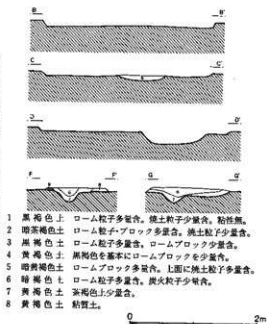 B B'
C C'
D D'
F F' G G'
1 黒褐色土 ローム粒子多量含。焼土粒子少量含。粘性無。
2 暗茶褐色土 ローム粒子・ブロック多量含。焼土粒子少量含。
3 黒褐色土 ローム粒子多量含。ロームブロック少量含。
4 黄褐色土 黒褐色を基本にロームブロックを少量含。
5 暗黄褐色土 ロームブロック多量含。上面に焼土粒子多量含。
6 暗褐色土 ローム粒子多量含。炭火粒子少量含。
7 黄褐色土 茶褐色土少量含。
8 黄褐色土 粘質土。
0 2m